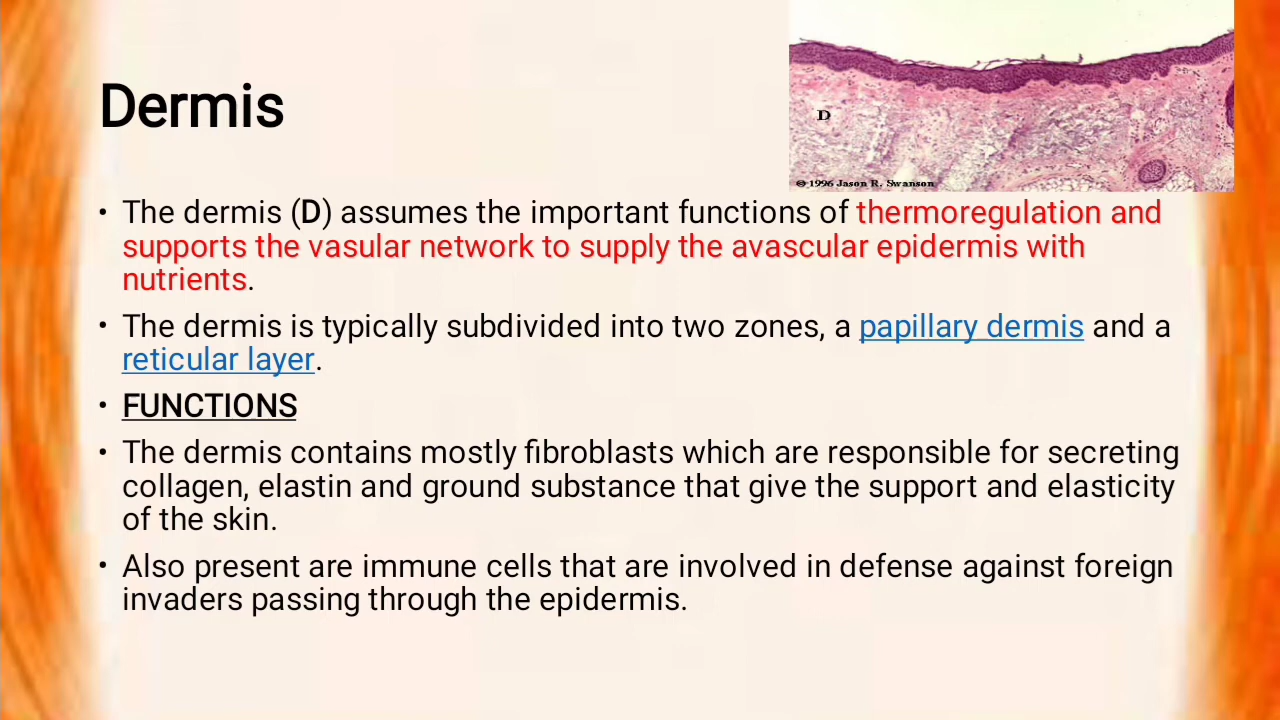 Dermis
D
© 1996 Jason R. Swanson
• The dermis (D) assumes the important functions of thermoregulation and
supports the vasular network to supply the avascular epidermis with
nutrients.
• The dermis is typically subdivided into two zones, a papillary dermis and a
reticular layer.
• FUNCTIONS
• The dermis contains mostly fibroblasts which are responsible for secreting
collagen, elastin and ground substance that give the support and elasticity
of the skin.
• Also present are immune cells that are involved in defense against foreign
invaders passing through the epidermis.